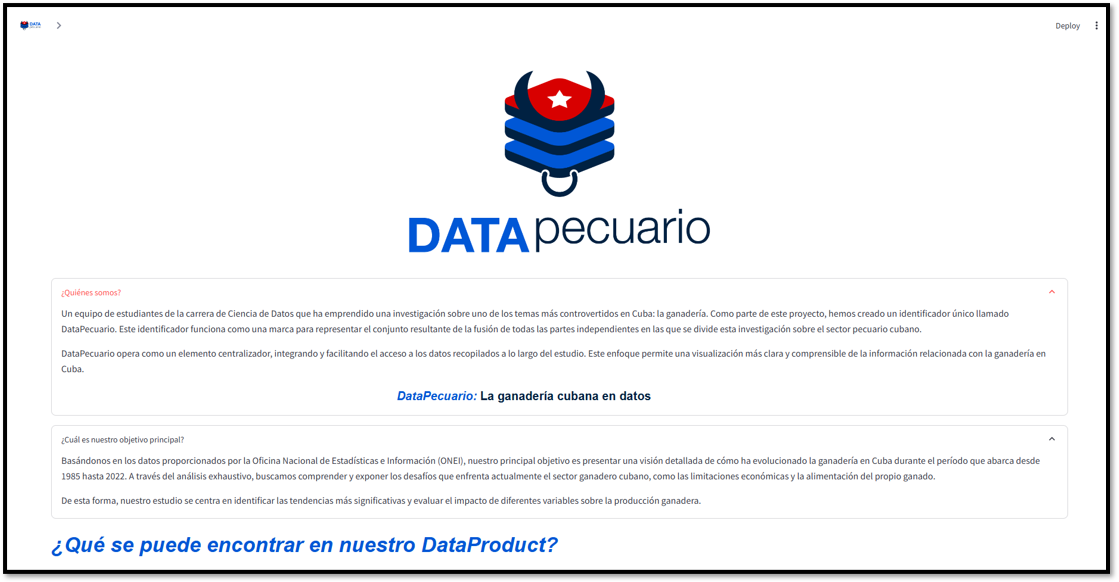 DATA
Deploy
DATA pecuario
¿Quiénes somos?
Un equipo de estudiantes de la carrera de Ciencia de Datos que ha emprendido una investigación sobre uno de los temas más controvertidos en Cuba: la ganadería. Como parte de este proyecto, hemos creado un identificador único llamado
DataPecuario. Este identificador funciona como una marca para representar el conjunto resultante de la fusión de todas las partes independientes en las que se divide esta investigación sobre el sector pecuario cubano.
DataPecuario opera como un elemento centralizador, integrando y facilitando el acceso a los datos recopilados a lo largo del estudio. Este enfoque permite una visualización más clara y comprensible de la información relacionada con la ganadería en
Cuba.
DataPecuario: La ganadería cubana en datos
¿Cuál es nuestro objetivo principal?
Basándonos en los datos proporcionados por la Oficina Nacional de Estadísticas e Información (ONEI), nuestro principal objetivo es presentar una visión detallada de cómo ha evolucionado la ganadería en Cuba durante el período que abarca desde
1985 hasta 2022. A través del análisis exhaustivo, buscamos comprender y exponer los desafíos que enfrenta actualmente el sector ganadero cubano, como las limitaciones económicas y la alimentación del propio ganado.
De esta forma, nuestro estudio se centra en identificar las tendencias más significativas y evaluar el impacto de diferentes variables sobre la producción ganadera.
¿Qué se puede encontrar en nuestro DataProduct?